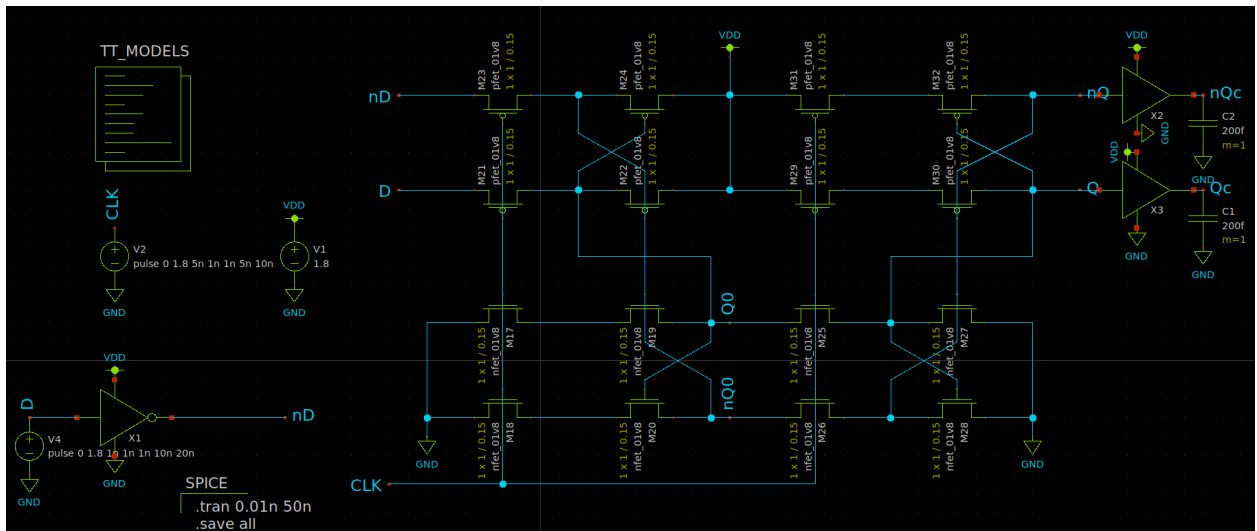 TT_MODELS
CLK
V2
pulse 0 1.8 5n 1n 1n 5n 10n
GND
VDD
V1
1.8
GND
VDD
D
V4
pulse 0 1.8 1n 1n 1n 10n 20n
GND
X1
GND
nD
SPICE
.tran 0.01n 50n
.save all
nD
M23
pfet_01v8
1 x 1 / 0.15
M24
pfet_01v8
1 x 1 / 0.15
VDD
M31
pfet_01v8
1 x 1 / 0.15
M32
pfet_01v8
1 x 1 / 0.15
nQ
VDD
X2
GND
nQc
C2
200f
m=1
GND
D
M21
pfet_01v8
1 x 1 / 0.15
M22
pfet_01v8
1 x 1 / 0.15
M29
pfet_01v8
1 x 1 / 0.15
M30
pfet_01v8
1 x 1 / 0.15
Q
VDD
X3
GND
Qc
C1
200f
m=1
GND
1 x 1 / 0.15
nfet_01v8
M17
1 x 1 / 0.15
nfet_01v8
M19
Q0
1 x 1 / 0.15
nfet_01v8
M25
1 x 1 / 0.15
nfet_01v8
M27
1 x 1 / 0.15
nfet_01v8
M18
1 x 1 / 0.15
nfet_01v8
M20
nQ0
1 x 1 / 0.15
nfet_01v8
M26
1 x 1 / 0.15
nfet_01v8
M28
GND
GND
CLK